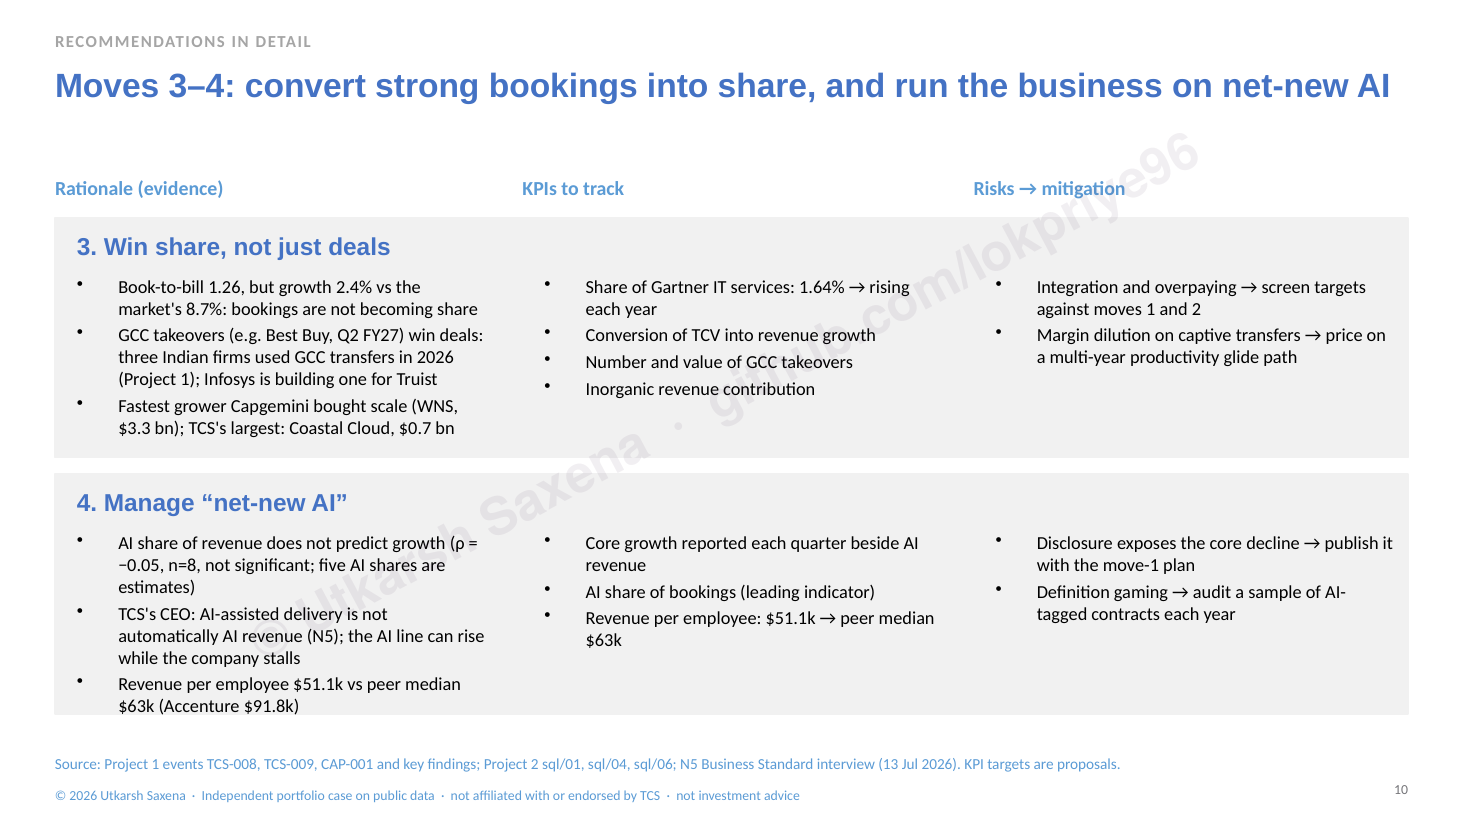 RECOMMENDATIONS IN DETAIL
Moves 3–4: convert strong bookings into share, and run the business on net-new AI
Rationale (evidence)
KPIs to track
Risks → mitigation
3. Win share, not just deals
• Book-to-bill 1.26, but growth 2.4% vs the
market's 8.7%: bookings are not becoming share
• GCC takeovers (e.g. Best Buy, Q2 FY27) win deals:
three Indian firms used GCC transfers in 2026
(Project 1); Infosys is building one for Truist
• Fastest grower Capgemini bought scale (WNS,
$3.3 bn); TCS's largest: Coastal Cloud, $0.7 bn
• Share of Gartner IT services: 1.64% → rising
each year
• Conversion of TCV into revenue growth
• Number and value of GCC takeovers
• Inorganic revenue contribution
• Integration and overpaying → screen targets
against moves 1 and 2
• Margin dilution on captive transfers → price on
a multi-year productivity glide path
4. Manage “net-new AI”
• AI share of revenue does not predict growth (ρ =
−0.05, n=8, not significant; five AI shares are
estimates)
• TCS's CEO: AI-assisted delivery is not
automatically AI revenue (N5); the AI line can rise
while the company stalls
• Revenue per employee $51.1k vs peer median
$63k (Accenture $91.8k)
• Core growth reported each quarter beside AI
revenue
• AI share of bookings (leading indicator)
• Revenue per employee: $51.1k → peer median
$63k
• Disclosure exposes the core decline → publish it
with the move-1 plan
• Definition gaming → audit a sample of AI-
tagged contracts each year
© Utkarsh Saxena · github.com/lokpriye96
Source: Project 1 events TCS-008, TCS-009, CAP-001 and key findings; Project 2 sql/01, sql/04, sql/06; N5 Business Standard interview (13 Jul 2026). KPI targets are proposals.
© 2026 Utkarsh Saxena · Independent portfolio case on public data · not affiliated with or endorsed by TCS · not investment advice
10